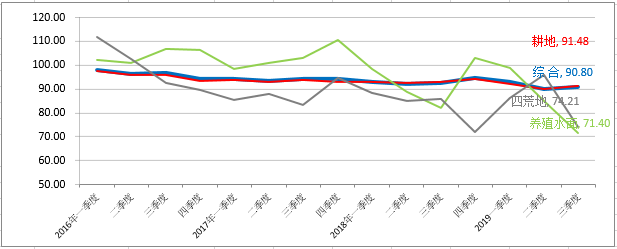 120.00
110.00
100.00
90.00
80.00
70.00
60.00
50.00
耕地, 91.48
综合, 90.80
四荒地, 74.21
养殖水面, 71.40
2016年一季度
二季度
三季度
四季度
2017年一季度
二季度
三季度
四季度
2018年一季度
二季度
三季度
四季度
2019年一季度
二季度
三季度